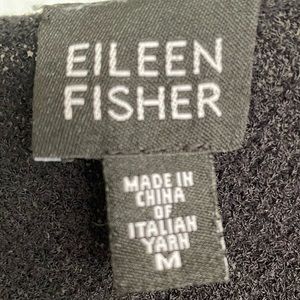 EILEEN
FISHER
MADE IN
CHINA
OF
ITALIAN
YARN
M